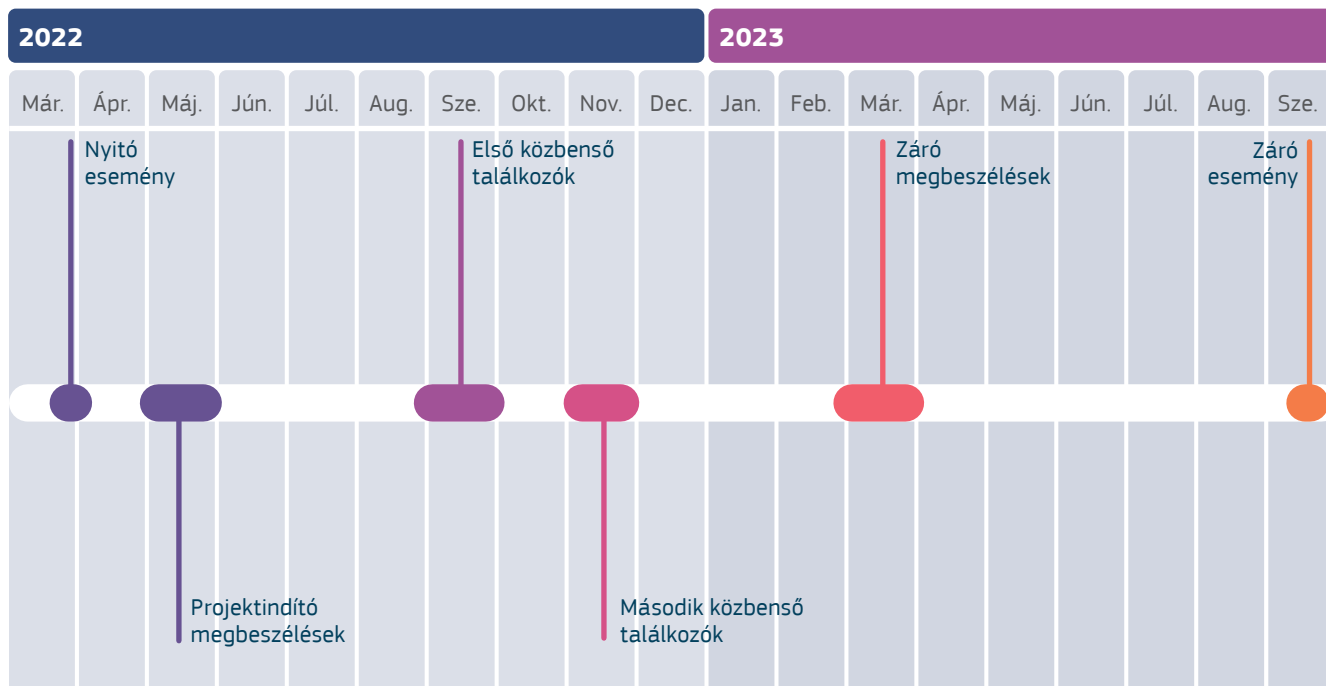 2022
2023
Már. Ápr. Máj. Jún. Júl. Aug. Sze. Okt. Nov. Dec. Jan. Feb. Már. Ápr. Máj. Jún. Júl. Aug. Sze.
Nyitó
esemény
Első közbenső
találkozók
Záró
megbeszélések
Záró
esemény
Projektindító
megbeszélések
Második közbenső
találkozók